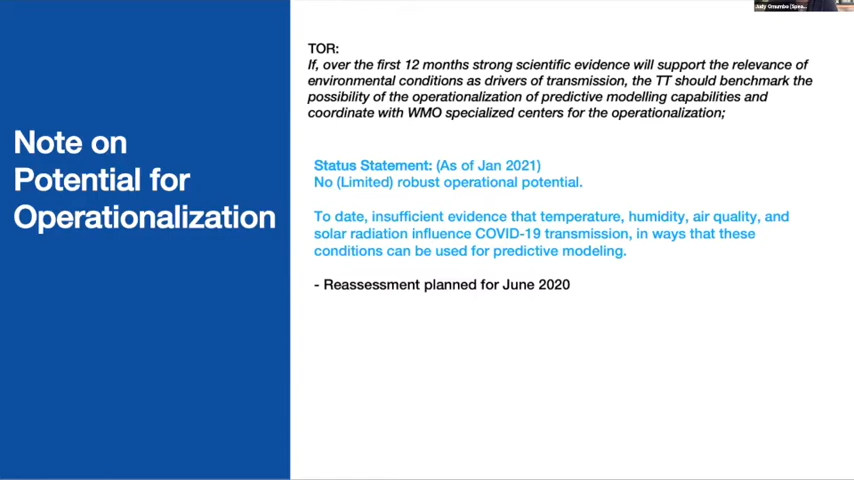 Judy Omumbo (Spea...
Note on
Potential for
Operationalization
TOR:
If, over the first 12 months strong scientific evidence will support the relevance of
environmental conditions as drivers of transmission, the TT should benchmark the
possibility of the operationalization of predictive modelling capabilities and
coordinate with WMO specialized centers for the operationalization;
Status Statement: (As of Jan 2021)
No (Limited) robust operational potential.
To date, insufficient evidence that temperature, humidity, air quality, and
solar radiation influence COVID-19 transmission, in ways that these
conditions can be used for predictive modeling.
- Reassessment planned for June 2020